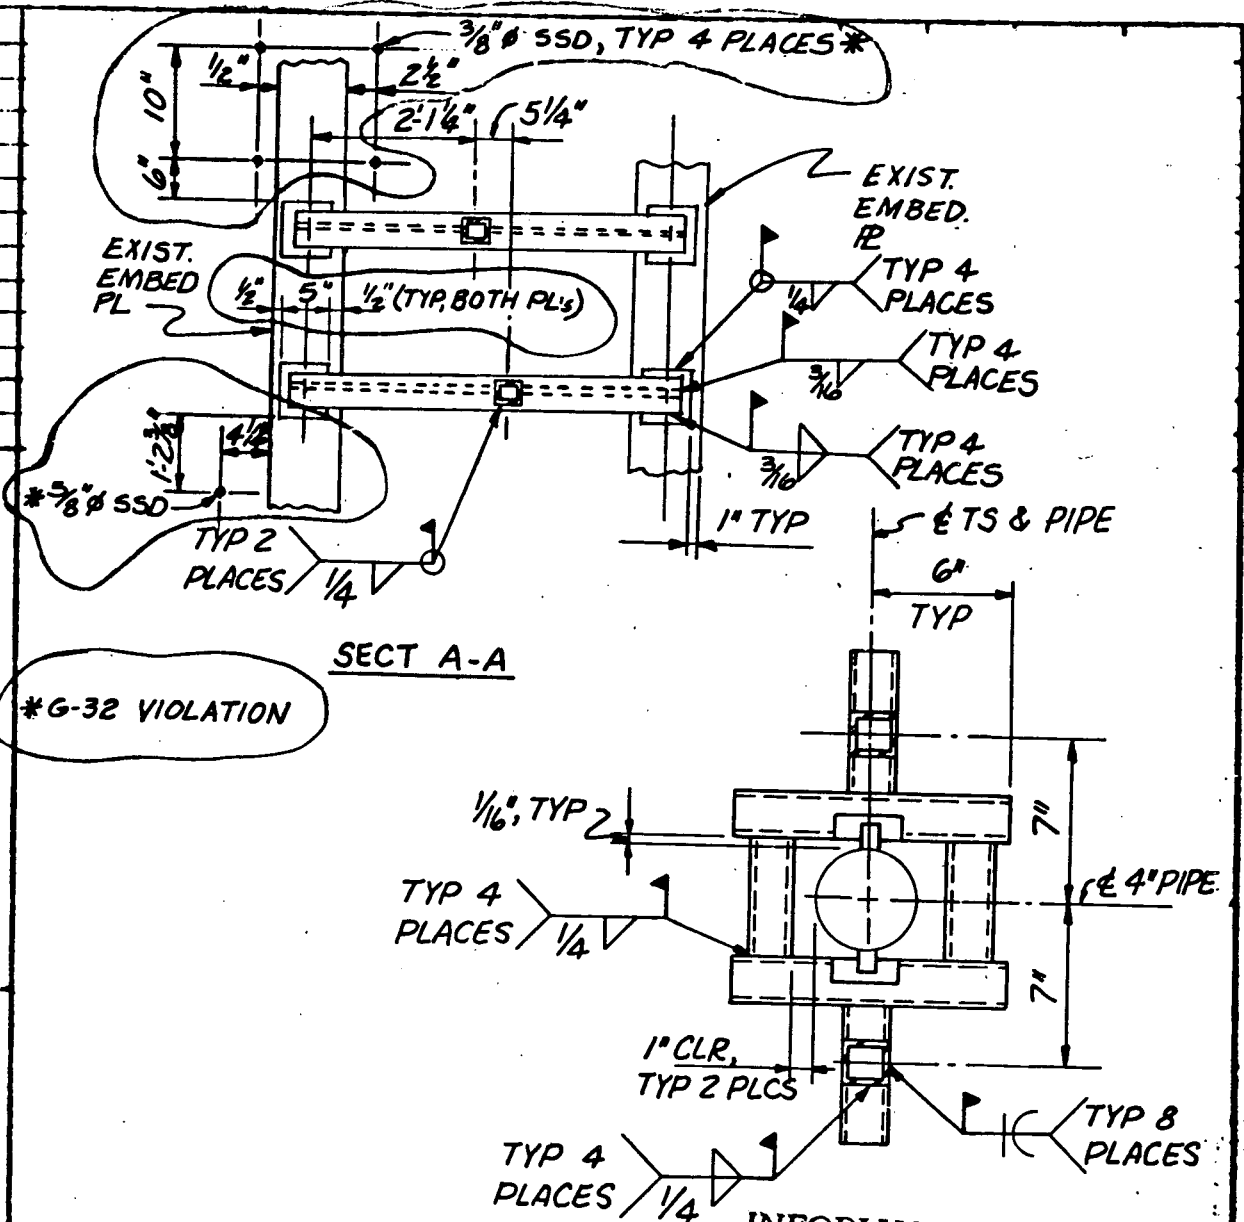 3/8"ø SSD, TYP 4 PLACES*
1/2"
2 1/2"
10"
2'-1 1/4"
5 1/4"
6"
EXIST.
EMBED.
PL
EXIST.
EMBED
PL
1/2" 5" 1/2" (TYP, BOTH PL's)
TYP 4
PLACES
1/4
TYP 4
PLACES
3/16
TYP 4
PLACES
3/16
1'-2 3/8"
4 1/4"
*5/8"ø SSD
1" TYP
TYP 2
PLACES
1/4
℄ TS & PIPE
6"
TYP
SECT A-A
*G-32 VIOLATION
1/16", TYP
7"
℄ 4" PIPE
TYP 4
PLACES
1/4
7"
1" CLR,
TYP 2 PLCS
TYP 8
PLACES
TYP 4
PLACES
1/4